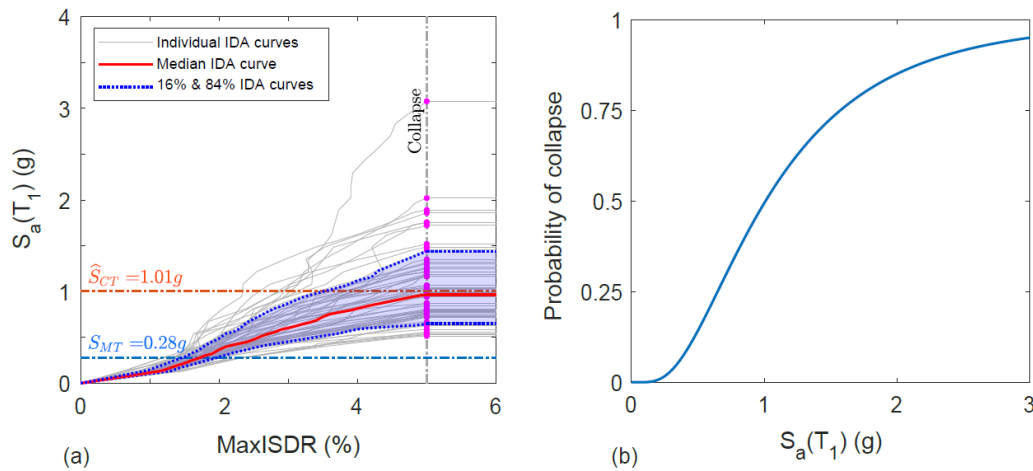 4
3
2
1
0
S_a(T_1) (g)
Individual IDA curves
Median IDA curve
16% & 84% IDA curves
Collapse
Ŝ_CT =1.01g
S_MT =0.28g
0 2 4 6
MaxISDR (%)
(a)
1
0.75
0.5
0.25
0
Probability of collapse
0 1 2 3
S_a(T_1) (g)
(b)